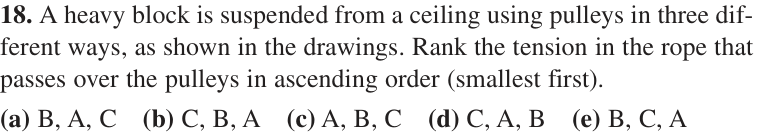 18. A heavy block is suspended from a ceiling using pulleys in three dif-
ferent ways, as shown in the drawings. Rank the tension in the rope that
passes over the pulleys in ascending order (smallest first).
(a) B, A, C (b) C, B, A (c) A, B, C (d) C, A, B (e) B, C, A